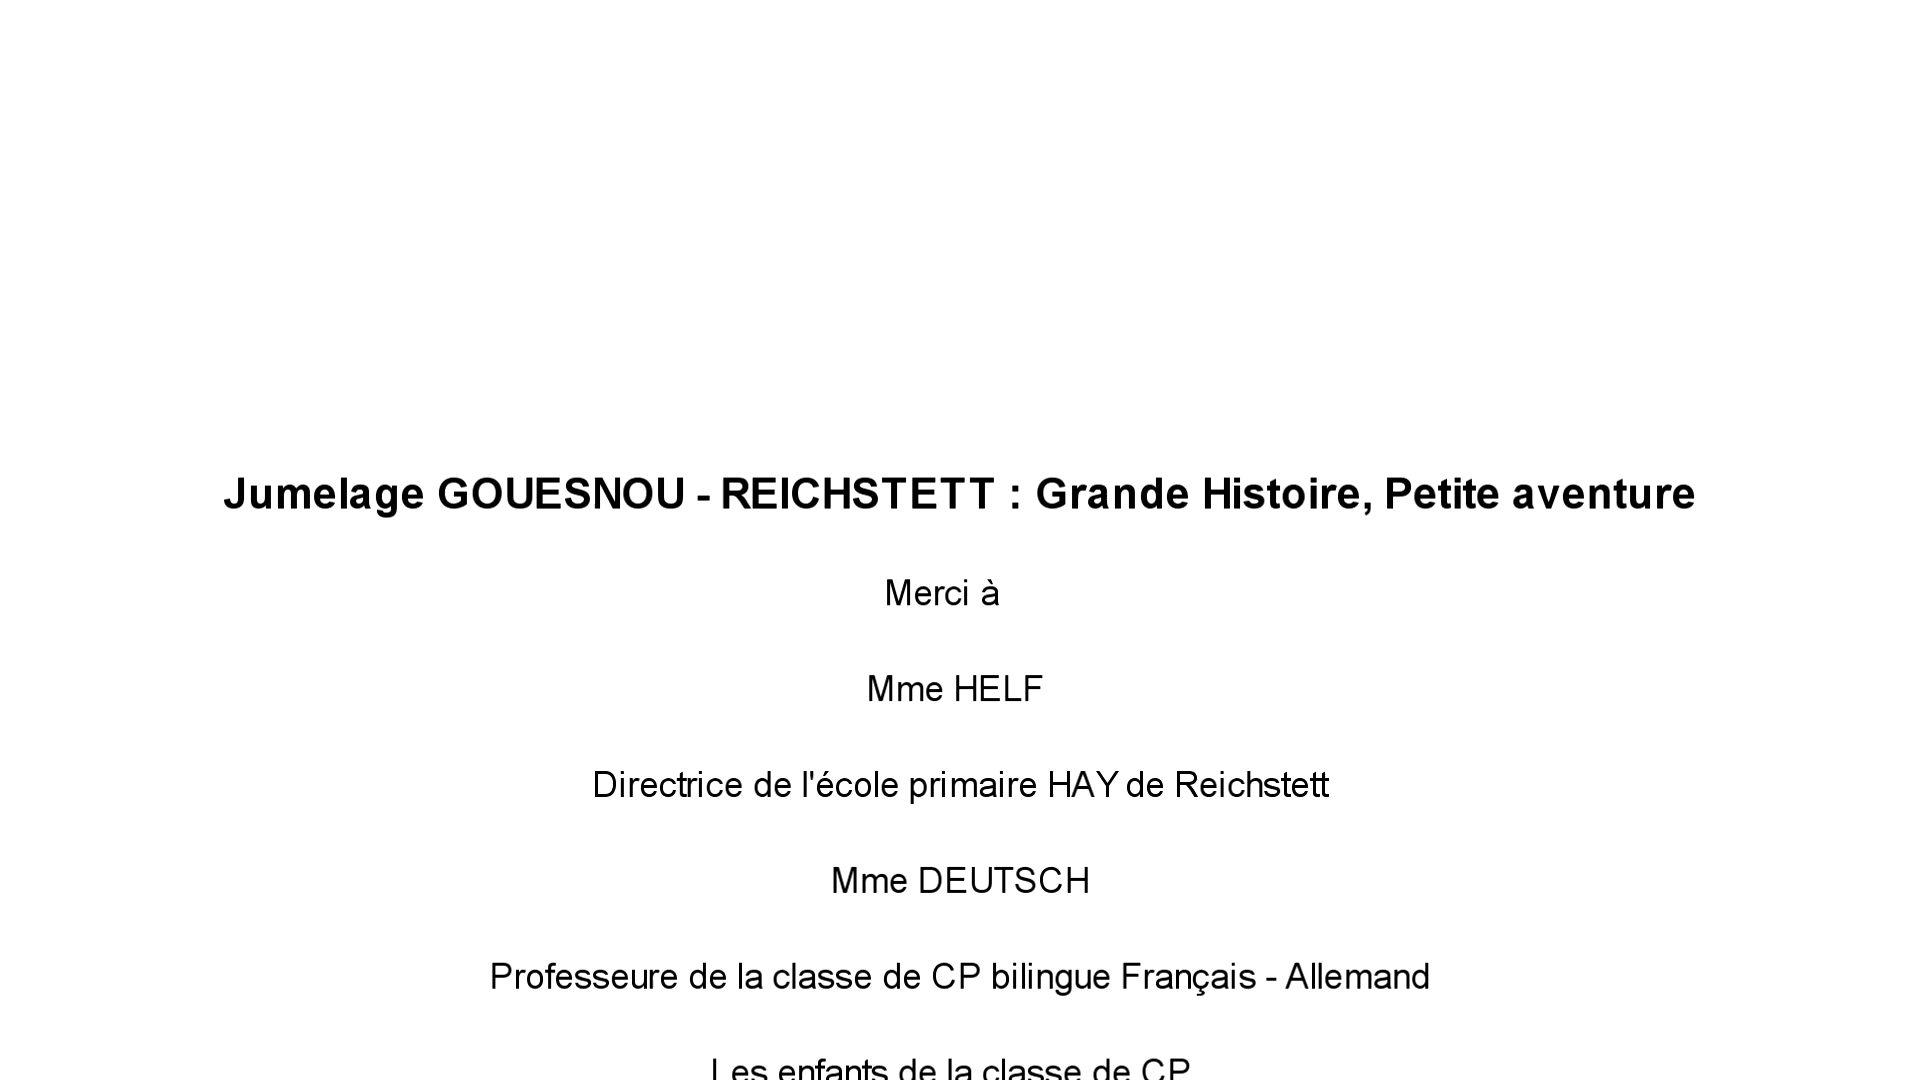 Jumelage GOUESNOU - REICHSTETT : Grande Histoire, Petite aventure
Merci à
Mme HELF
Directrice de l'école primaire HAY de Reichstett
Mme DEUTSCH
Professeure de la classe de CP bilingue Français - Allemand
Les enfants de la classe de CP